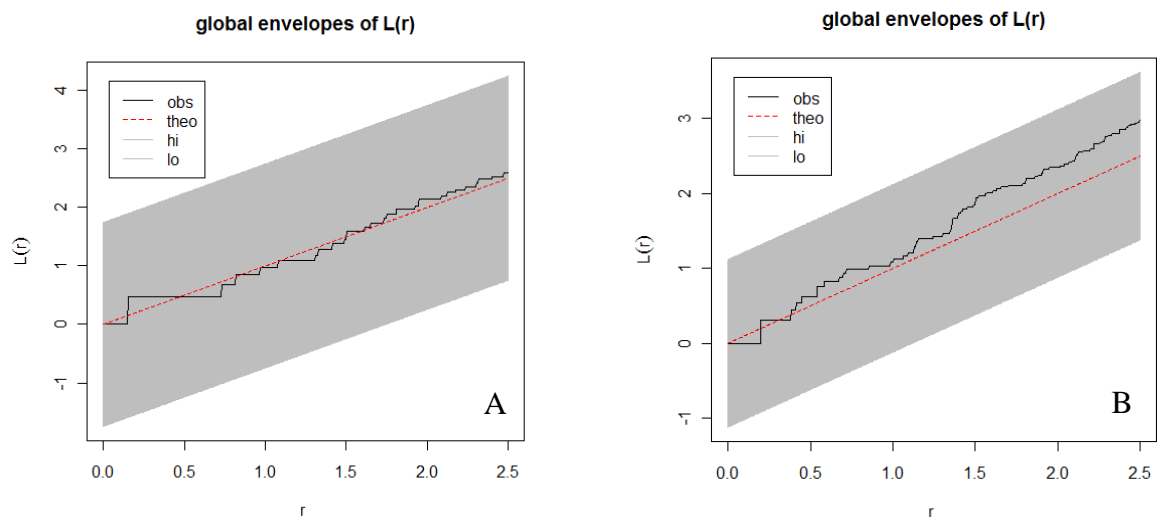 global envelopes of L(r)
obs
theo
hi
lo
4
3
2
1
0
-1
L(r)
0.0 0.5 1.0 1.5 2.0 2.5
r
A
global envelopes of L(r)
obs
theo
hi
lo
3
2
1
0
-1
L(r)
0.0 0.5 1.0 1.5 2.0 2.5
r
B